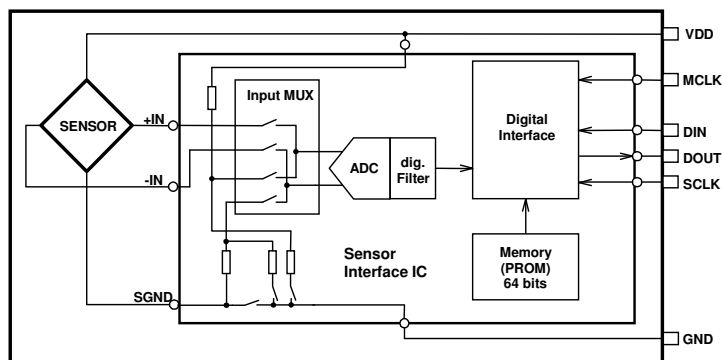 VDD
MCLK
Input MUX
+IN
SENSOR
Digital
Interface
DIN
ADC
dig.
Filter
DOUT
-IN
SCLK
Sensor
Interface IC
Memory
(PROM)
64 bits
SGND
GND